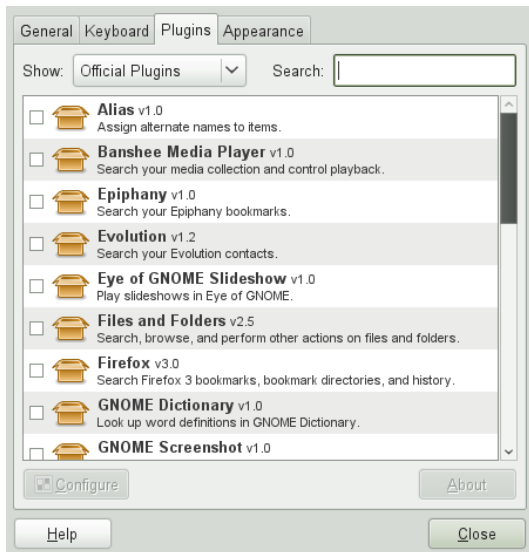 General Keyboard Plugins Appearance
Show: Official Plugins Search:
Alias v1.0
Assign alternate names to items.
Banshee Media Player v1.0
Search your media collection and control playback.
Epiphany v1.0
Search your Epiphany bookmarks.
Evolution v1.2
Search your Evolution contacts.
Eye of GNOME Slideshow v1.0
Play slideshows in Eye of GNOME.
Files and Folders v2.5
Search, browse, and perform other actions on files and folders.
Firefox v3.0
Search Firefox 3 bookmarks, bookmark directories, and history.
GNOME Dictionary v1.0
Look up word definitions in GNOME Dictionary.
GNOME Screenshot v1.0
Configure About
Help Close